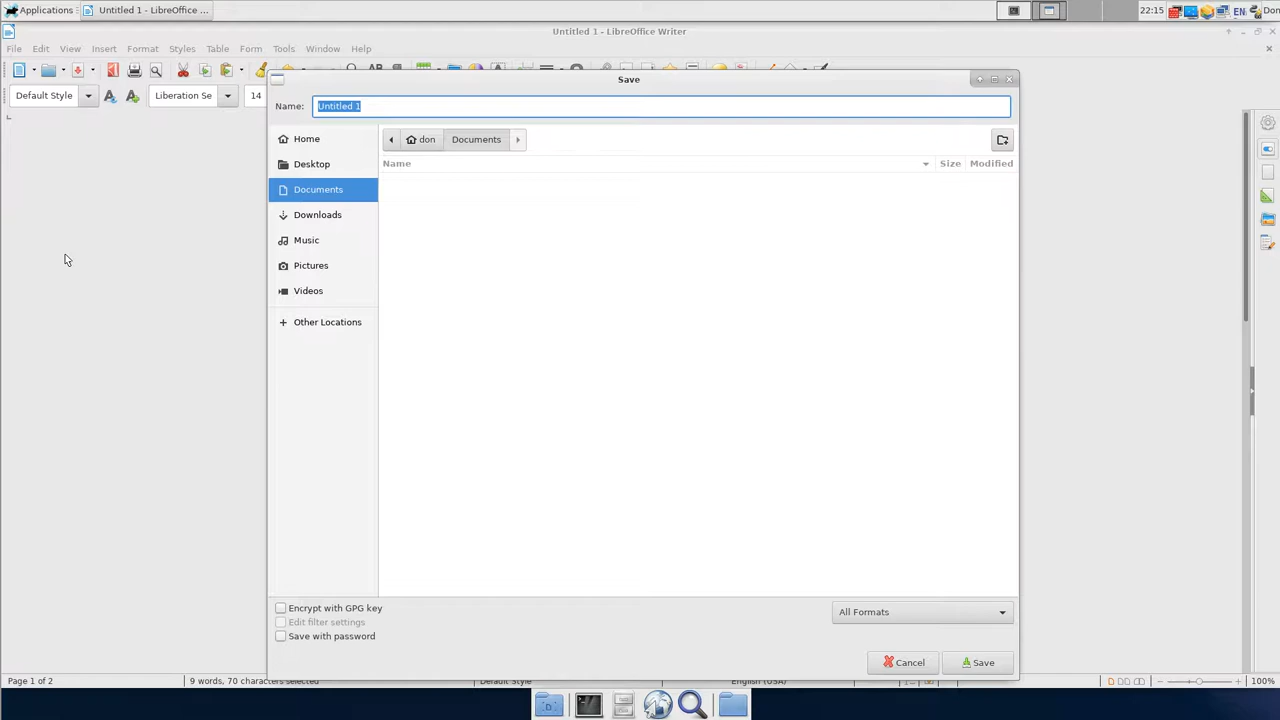 Applications
Untitled 1 - LibreOffice ...
22:15
EN
Don
Untitled 1 - LibreOffice Writer
File Edit View Insert Format Styles Table Form Tools Window Help
Save
Default Style
Liberation Se
14
Name: Untitled 1
Home
don
Documents
Desktop
Name
Size
Modified
Documents
Downloads
Music
Pictures
Videos
Other Locations
Encrypt with GPG key
All Formats
Edit filter settings
Save with password
Cancel
Save
Page 1 of 2
9 words, 70 characters selected
Default Style
English (USA)
100%